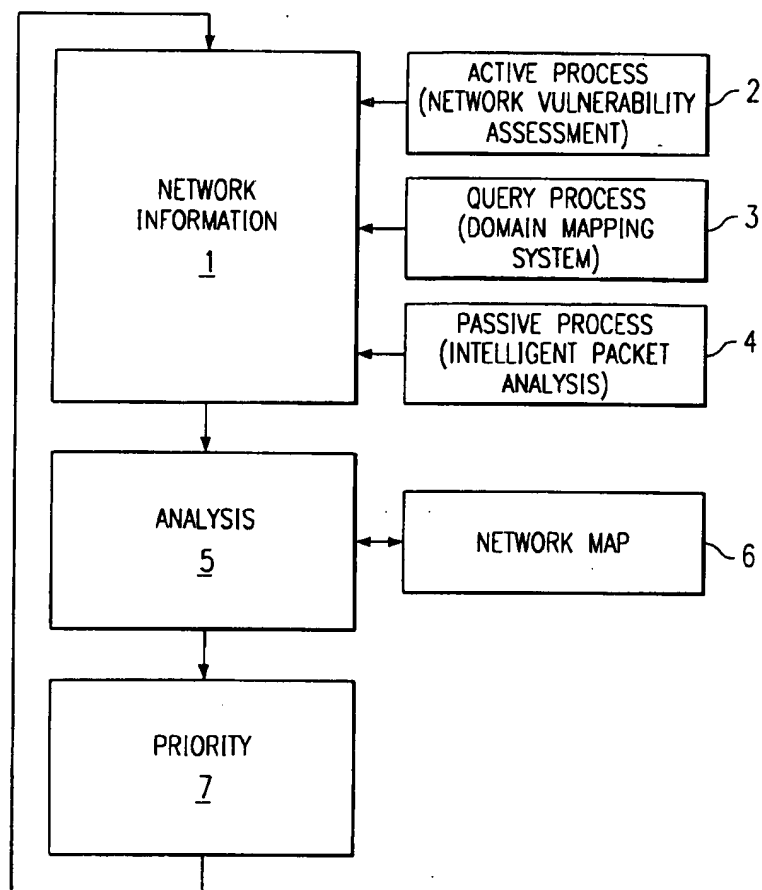 ACTIVE PROCESS
(NETWORK VULNERABILITY
ASSESSMENT)
2
NETWORK
INFORMATION
1
QUERY PROCESS
(DOMAIN MAPPING
SYSTEM)
3
PASSIVE PROCESS
(INTELLIGENT PACKET
ANALYSIS)
4
ANALYSIS
5
NETWORK MAP
6
PRIORITY
7